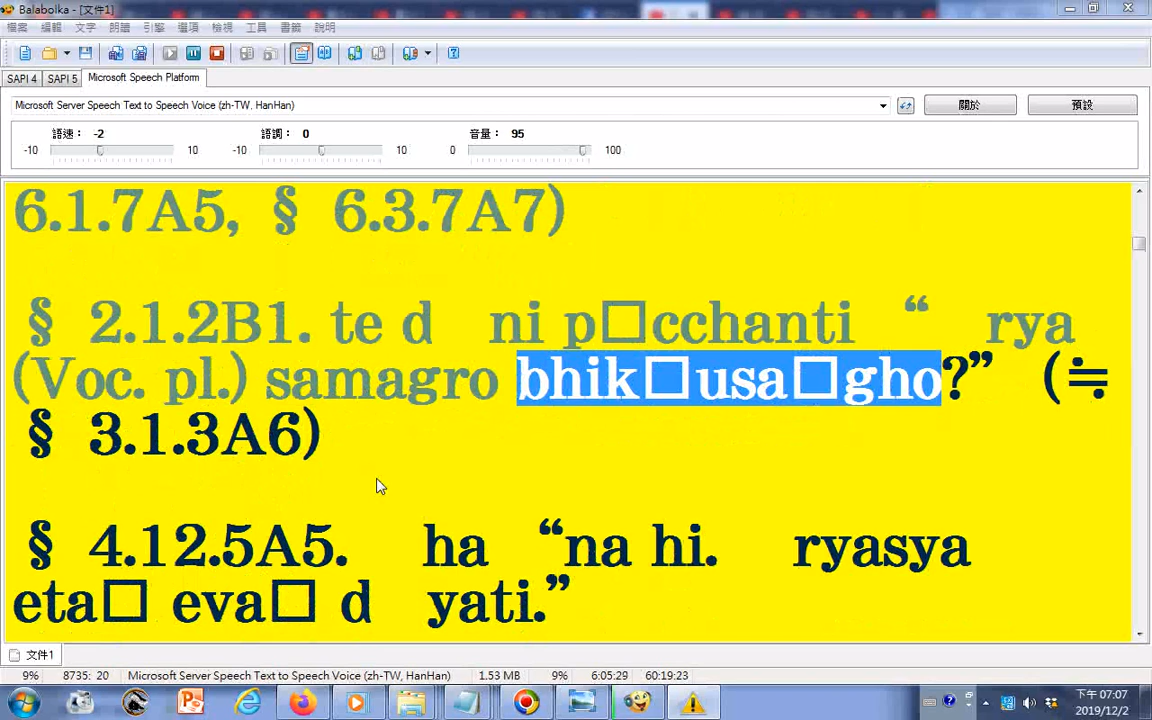 Balabolka - [文件1]
檔案 編輯 文字 朗讀 引擎 選項 檢視 工具 書籤 說明
SAPI 4 SAPI 5 Microsoft Speech Platform
Microsoft Server Speech Text to Speech Voice (zh-TW, HanHan) 關於 預設
語速： -2 語調： 0 音量： 95
-10 10 -10 10 0 100
6.1.7A5, § 6.3.7A7)
§ 2.1.2B1. te d ni p□cchanti “ rya
(Voc. pl.) samagro bhik□usa□gho?” (≒
§ 3.1.3A6)
§ 4.12.5A5. ha “na hi. ryasya
eta□ eva□ d yati.”
文件1
9% 8735: 20 Microsoft Server Speech Text to Speech Voice (zh-TW, HanHan) 1.53 MB 9% 6:05:29 60:19:23
下午 07:07
2019/12/2